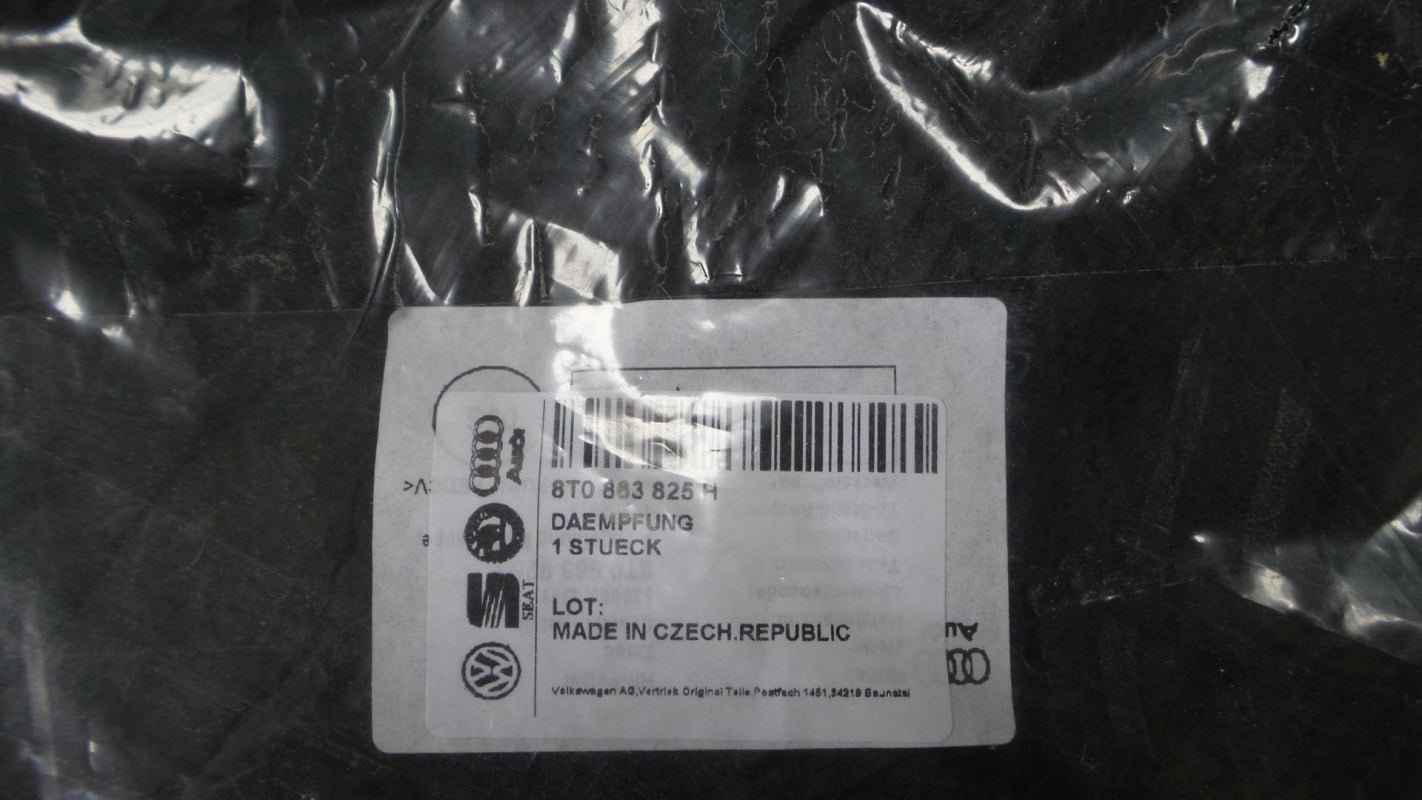 Audi
8T0 863 825 H
DAEMPFUNG
1 STUECK
SEAT
LOT:
MADE IN CZECH.REPUBLIC
Volkswagen AG,Vertrieb Original Teile,Postfach 1451,34219 Baunatal